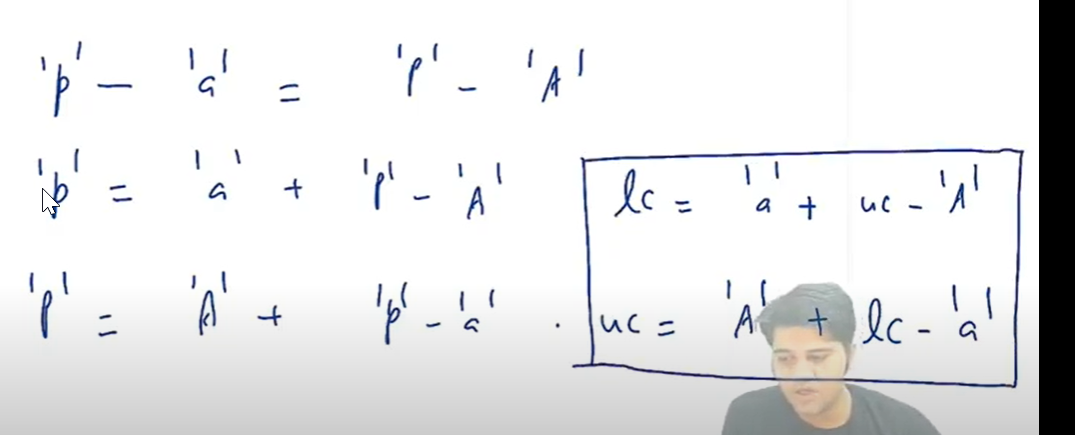 'p' - 'a' = 'P' - 'A'
'p' = 'a' + 'P' - 'A'
'P' = 'A' + 'p' - 'a' .
lc = 'a' + uc - 'A'
uc = 'A' + lc - 'a'